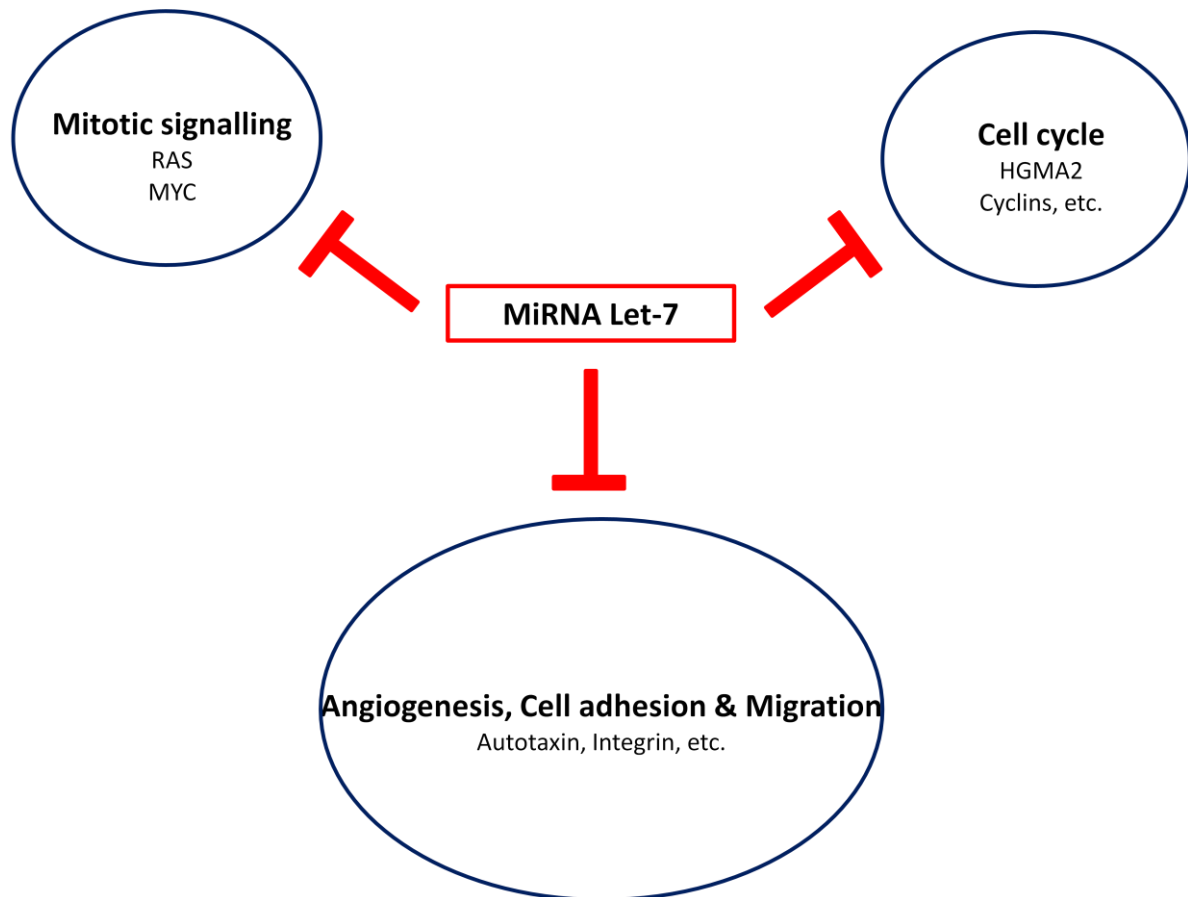 Mitotic signalling
RAS
MYC
Cell cycle
HGMA2
Cyclins, etc.
MiRNA Let-7
Angiogenesis, Cell adhesion & Migration
Autotaxin, Integrin, etc.